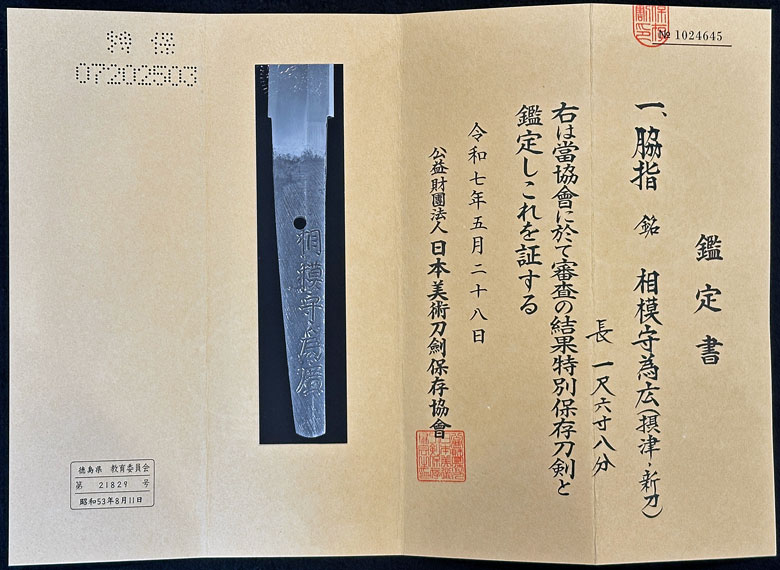 № 1024645
鑑定書
一、脇指 銘 相模守為広(摂津・新刀)
長 一尺六寸八分
右は當協會に於て審査の結果特別保存刀剣と
鑑定しこれを証する
令和七年五月二十八日
公益財團法人日本美術刀劍保存協會
相模守為廣
特保
07202503
徳島県 教育委員会
第 21829 号
昭和53年8月11日